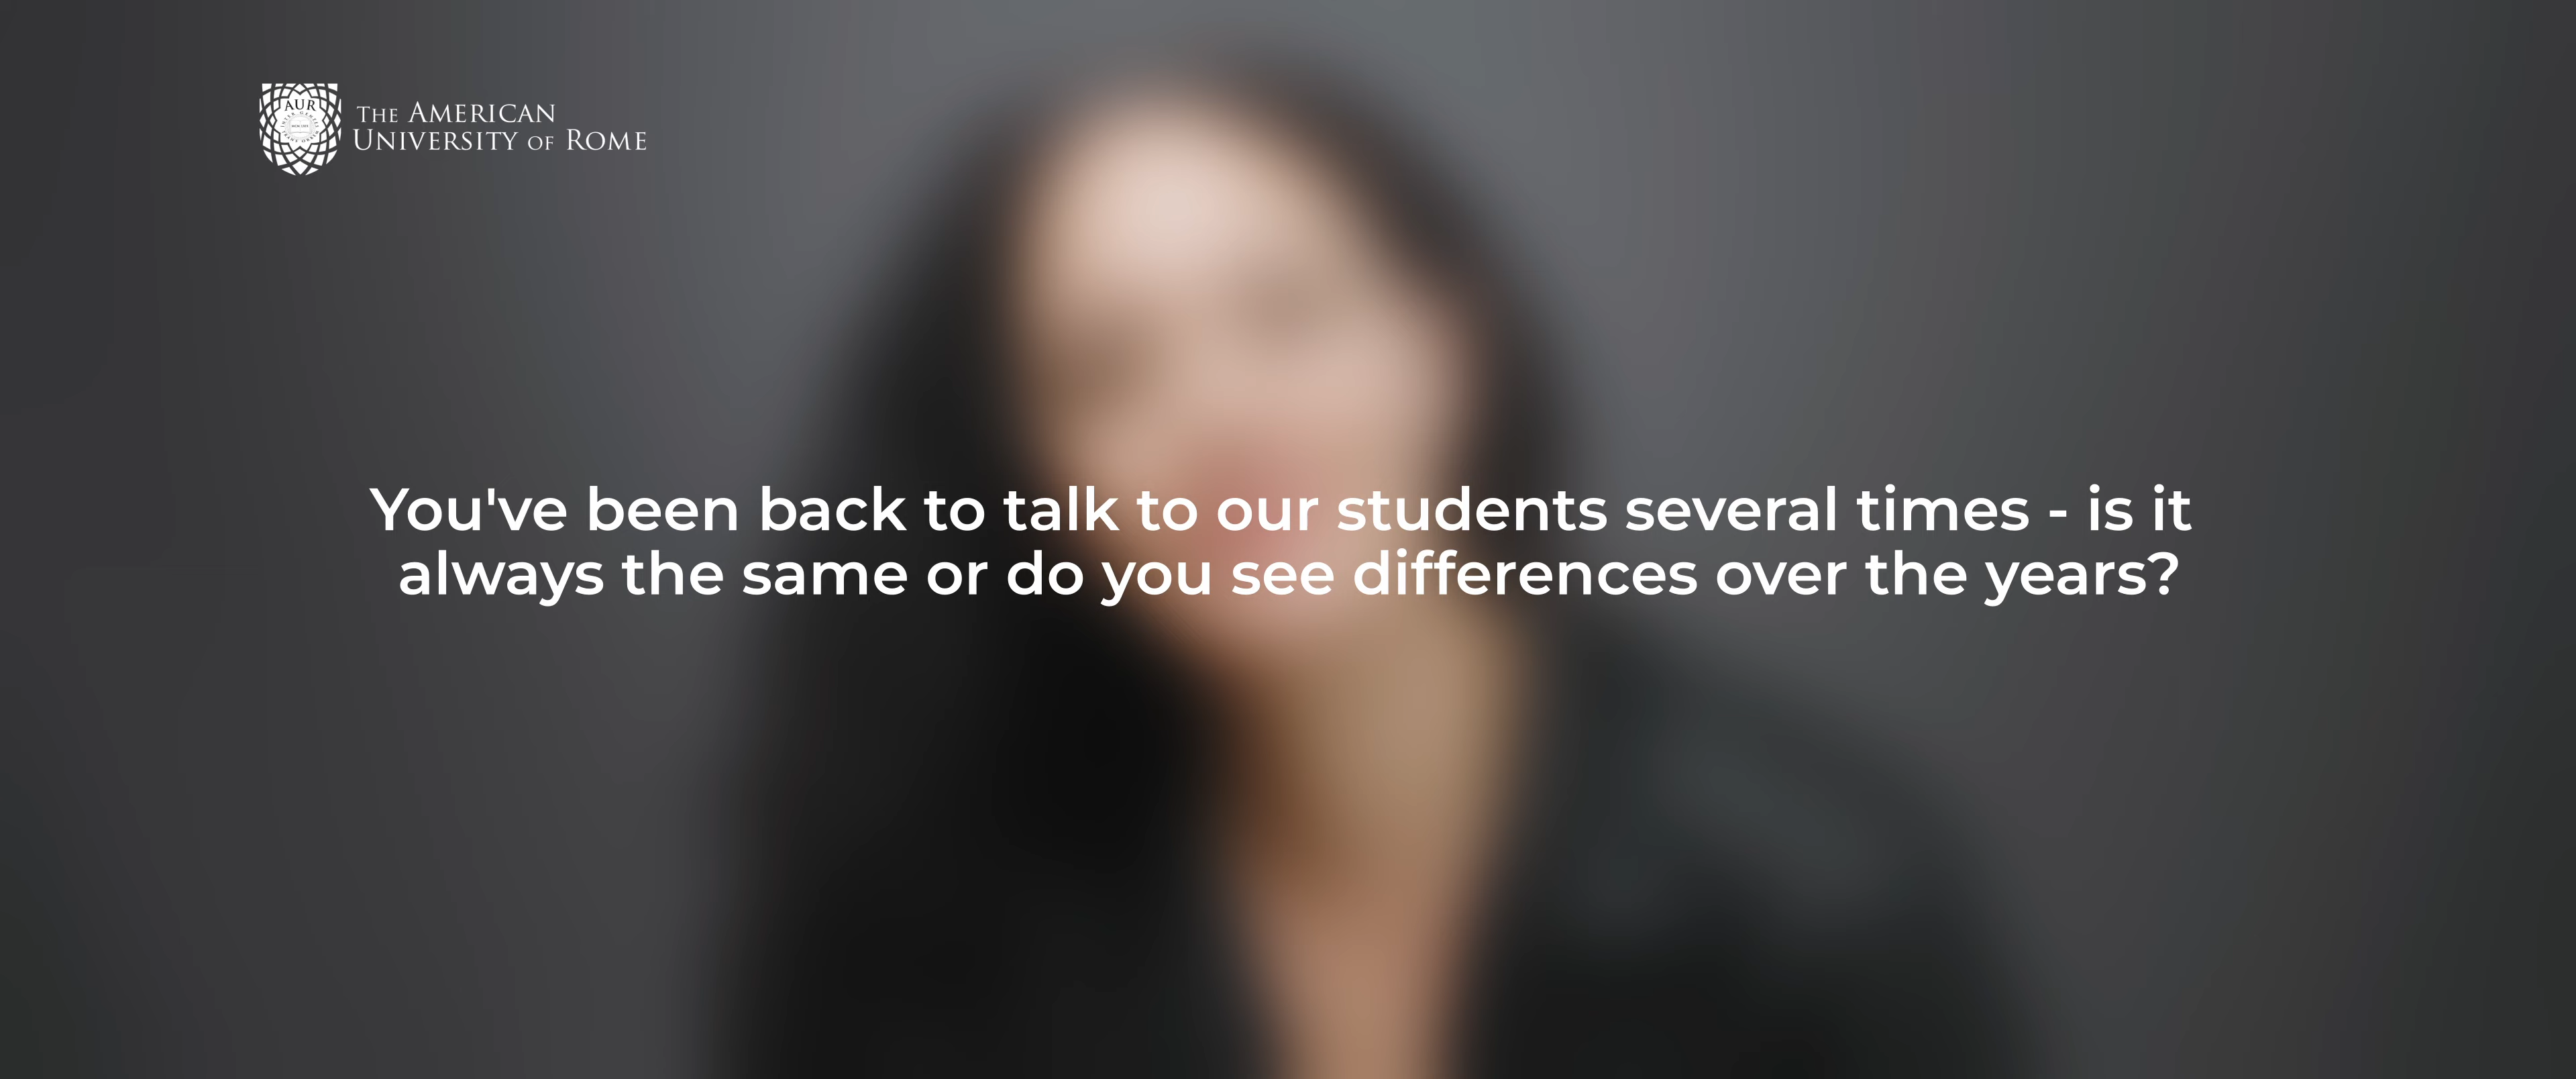 AUR
THE AMERICAN
UNIVERSITY OF ROME
You've been back to talk to our students several times - is it
always the same or do you see differences over the years?